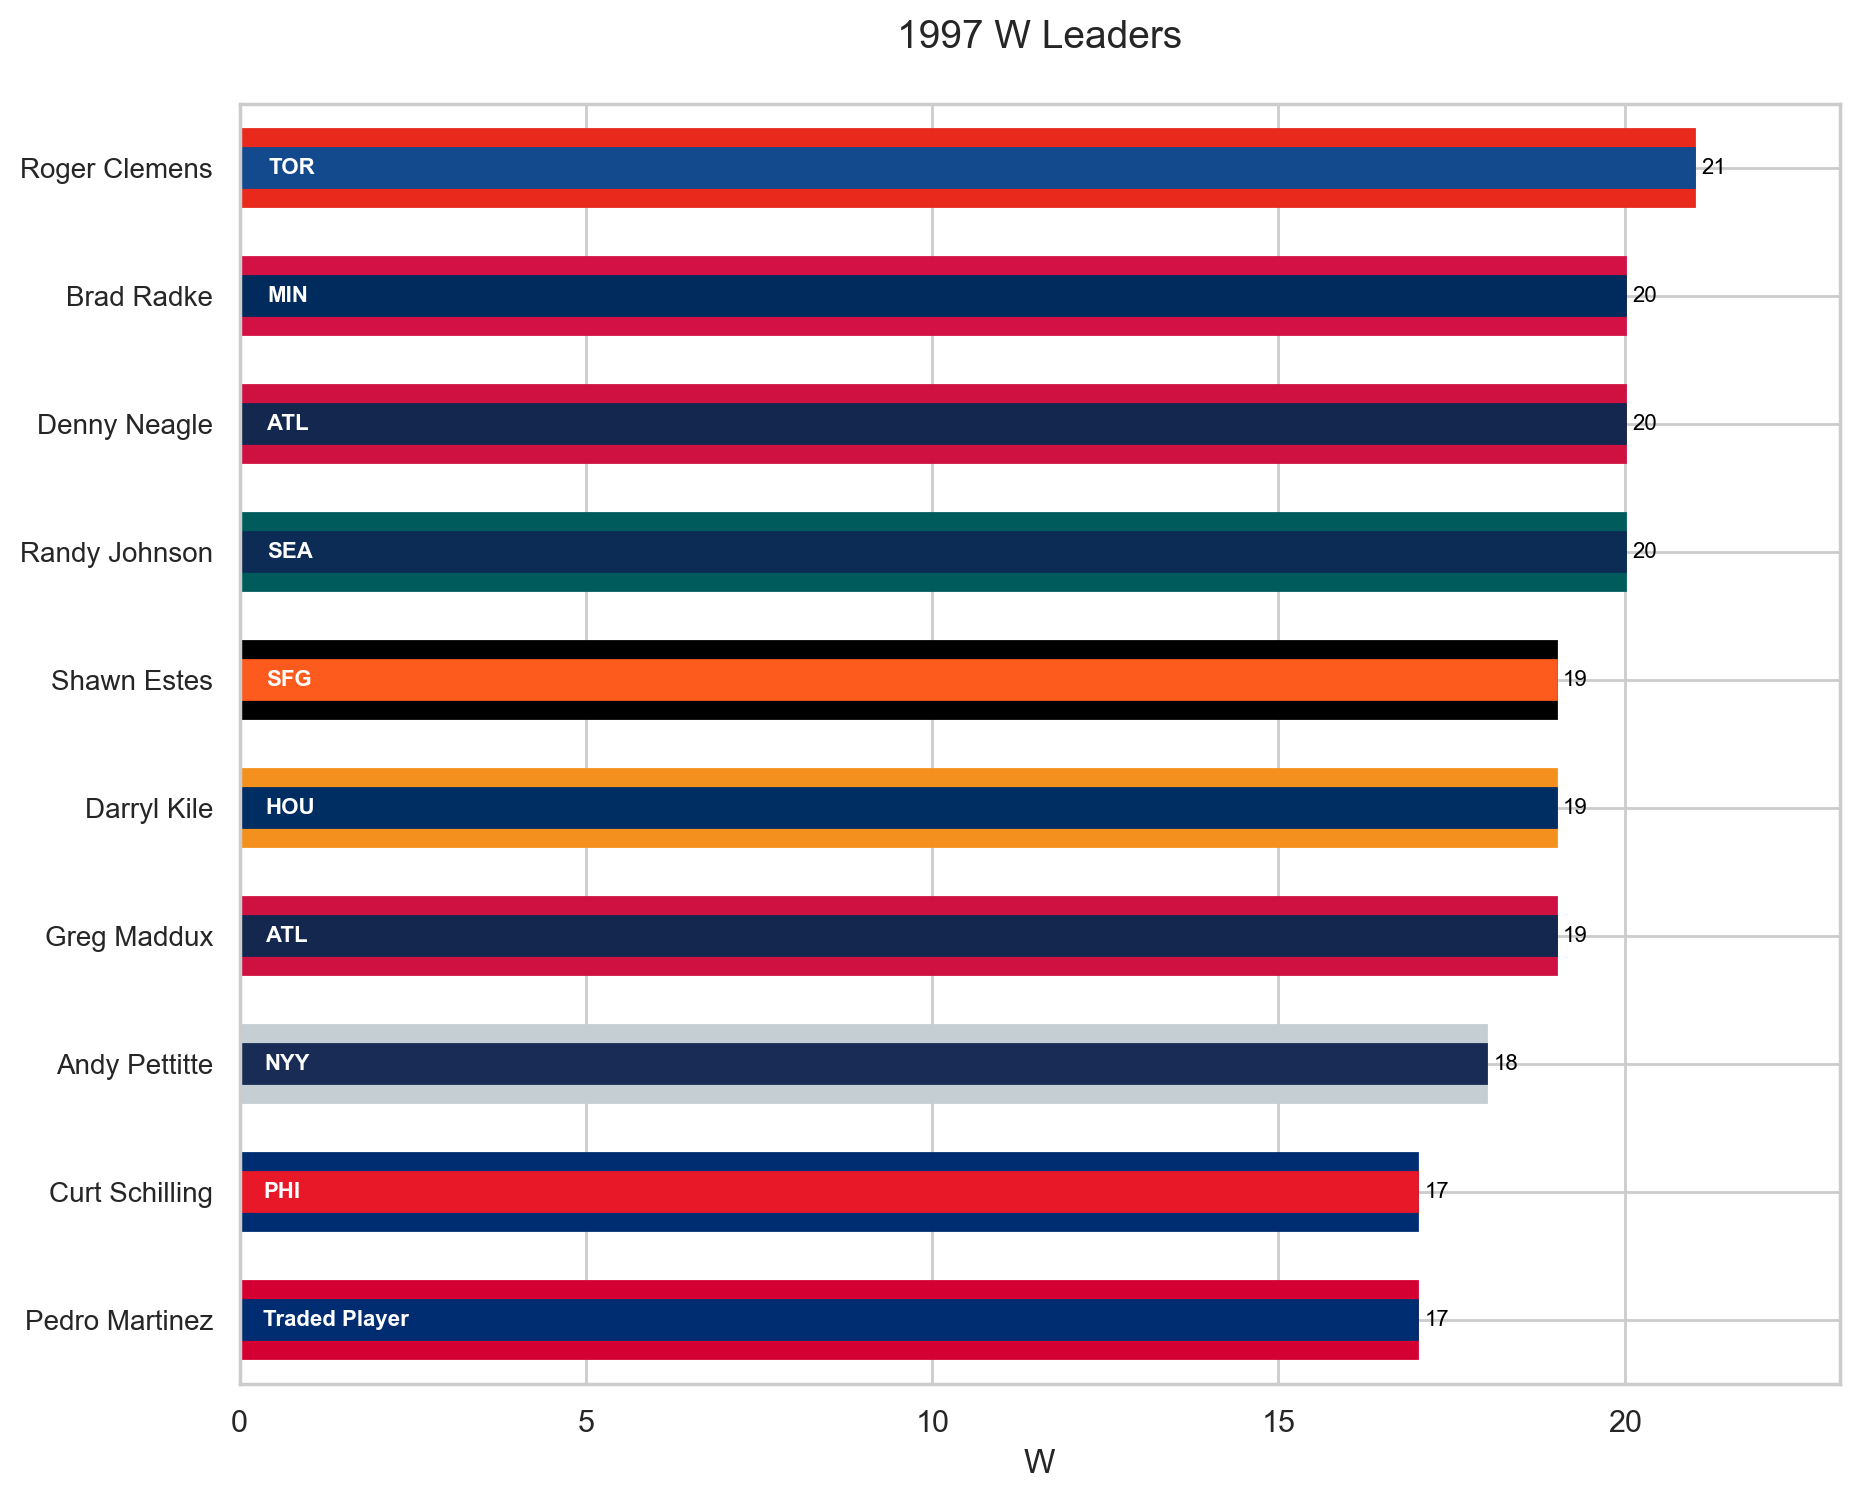 1997 W Leaders
Roger Clemens TOR 21
Brad Radke MIN 20
Denny Neagle ATL 20
Randy Johnson SEA 20
Shawn Estes SFG 19
Darryl Kile HOU 19
Greg Maddux ATL 19
Andy Pettitte NYY 18
Curt Schilling PHI 17
Pedro Martinez Traded Player 17
0 5 10 15 20
W